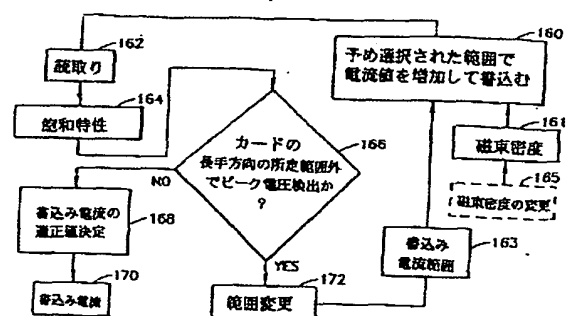 162
読取り
164
飽和特性
カードの
長手方向の所定範囲外
でピーク電圧検出か
?
166
NO
書込み電流の
適正値決定
168
170
書込み電流
YES
172
範囲変更
160
予め選択された範囲で
電流値を増加して書込む
161
磁束密度
165
磁束密度の変更
書込み
電流範囲
163